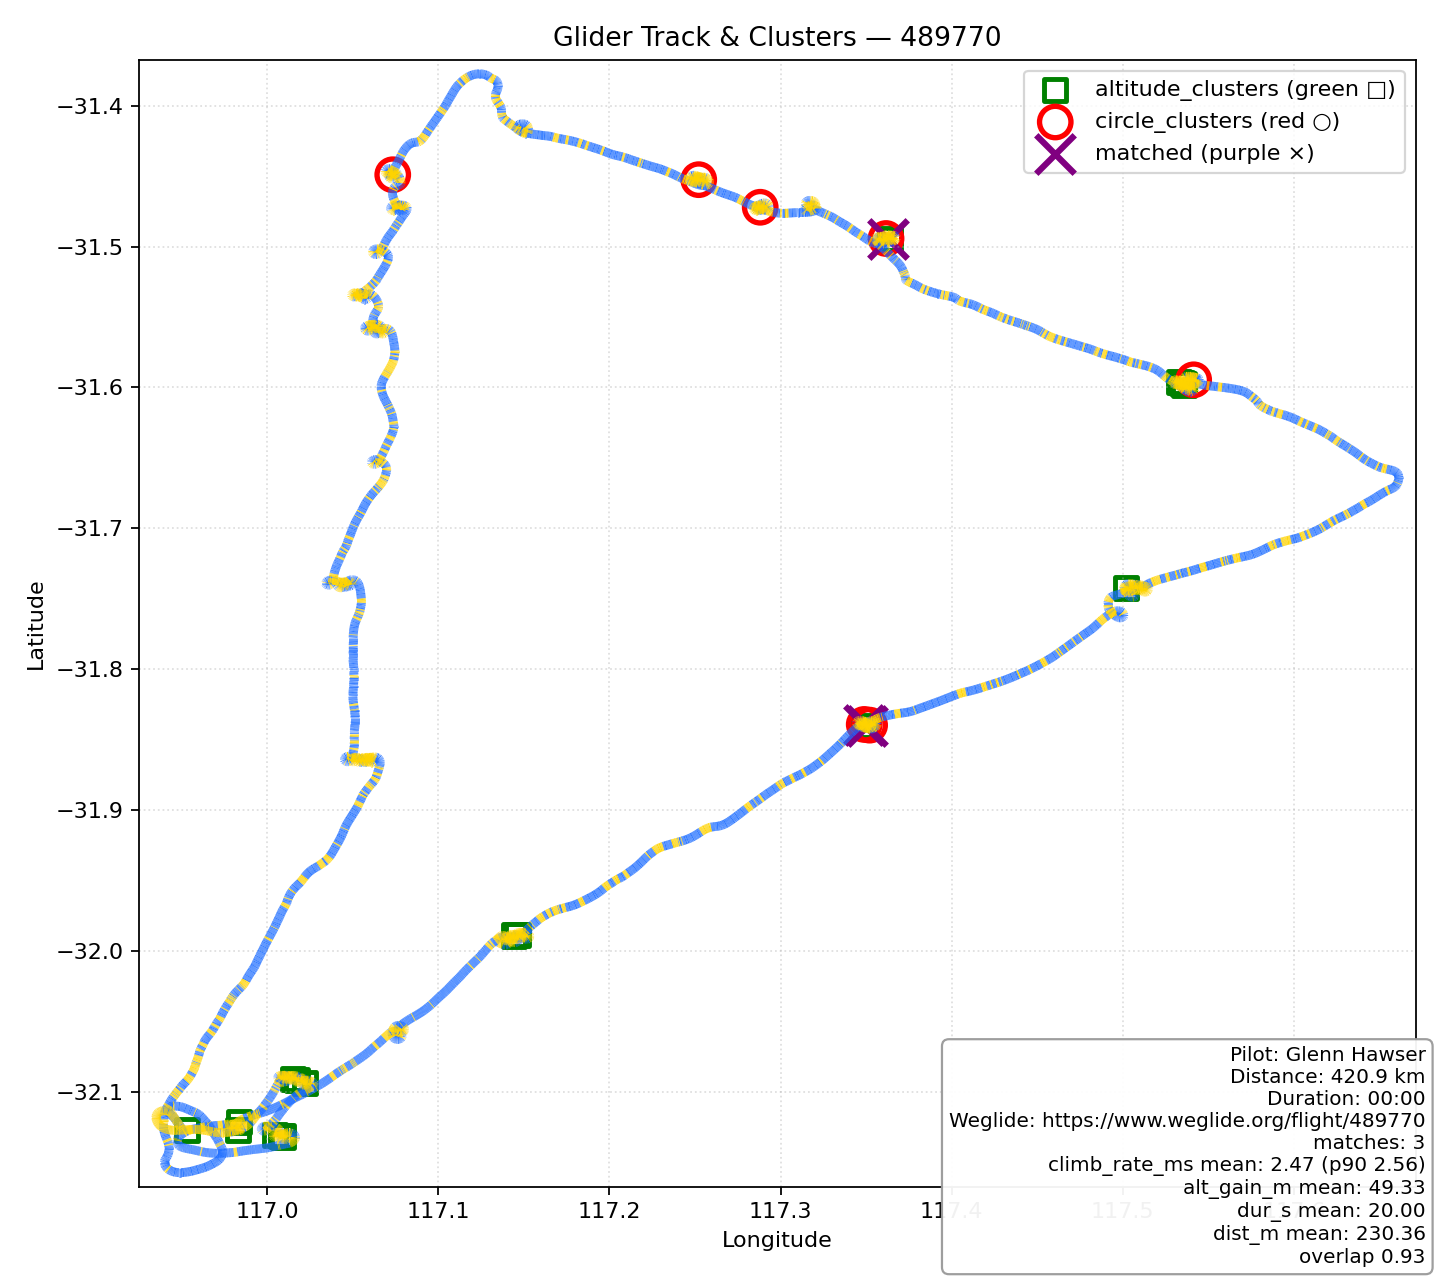 Glider Track & Clusters — 489770
altitude_clusters (green □)
circle_clusters (red ○)
matched (purple ×)
−31.4
−31.5
−31.6
−31.7
−31.8
−31.9
−32.0
−32.1
Latitude
117.0
117.1
117.2
117.3
117.4
117.5
Longitude
Pilot: Glenn Hawser
Distance: 420.9 km
Duration: 00:00
Weglide: https://www.weglide.org/flight/489770
matches: 3
climb_rate_ms mean: 2.47 (p90 2.56)
alt_gain_m mean: 49.33
dur_s mean: 20.00
dist_m mean: 230.36
overlap 0.93